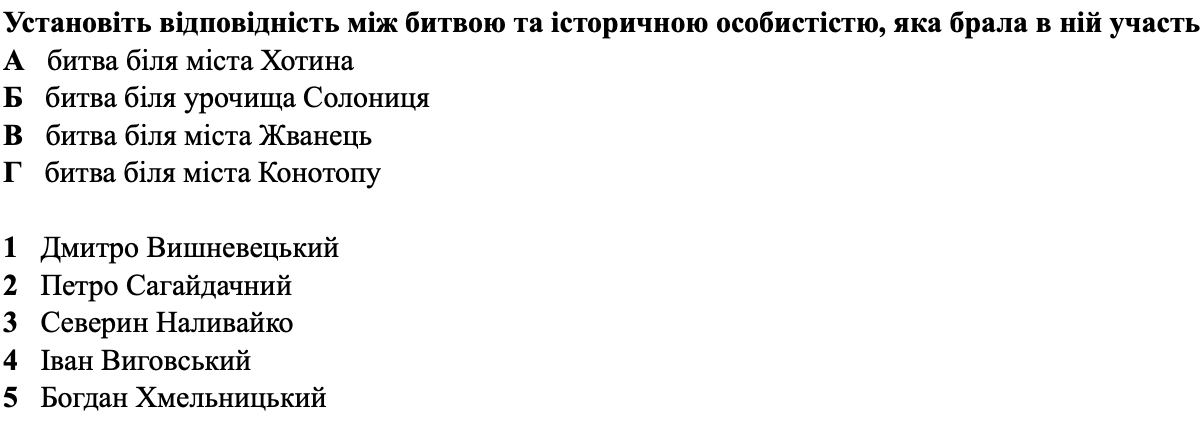 Установіть відповідність між битвою та історичною особистістю, яка брала в ній участь
А битва біля міста Хотина
Б битва біля урочища Солониця
В битва біля міста Жванець
Г битва біля міста Конотопу
1 Дмитро Вишневецький
2 Петро Сагайдачний
3 Северин Наливайко
4 Іван Виговський
5 Богдан Хмельницький